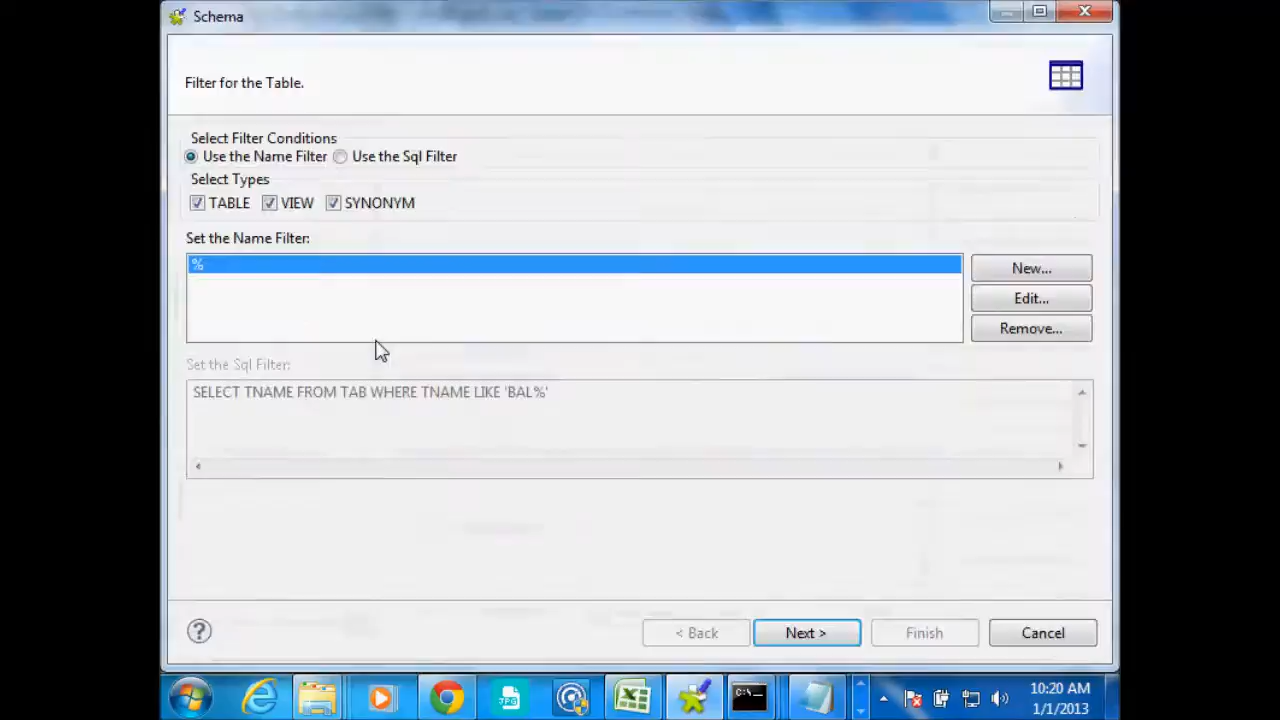 Schema
Filter for the Table.
Select Filter Conditions
Use the Name Filter Use the Sql Filter
Select Types
TABLE VIEW SYNONYM
Set the Name Filter:
%
New...
Edit...
Remove...
Set the Sql Filter:
SELECT TNAME FROM TAB WHERE TNAME LIKE 'BAL%'
?
< Back Next > Finish Cancel
JPG
C:\
10:20 AM
1/1/2013